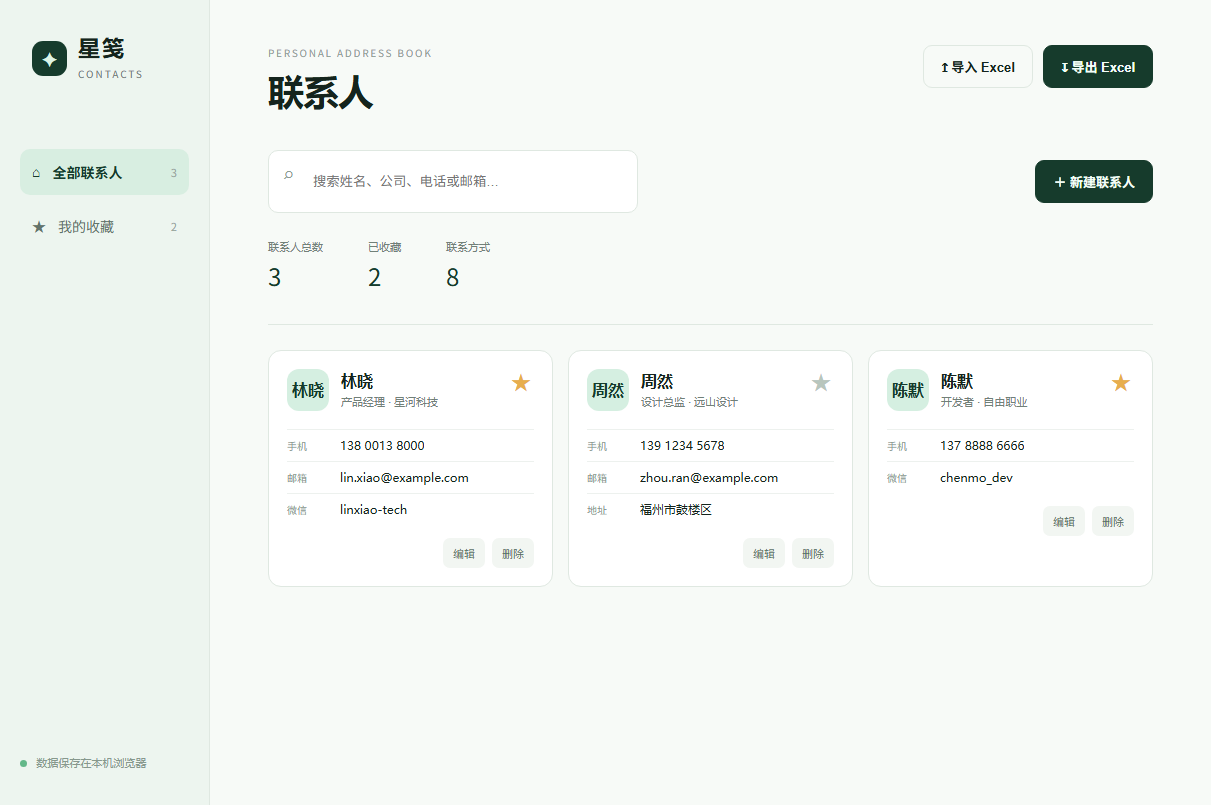 星笺
CONTACTS
全部联系人 3
★ 我的收藏 2
数据保存在本机浏览器
PERSONAL ADDRESS BOOK
联系人
↥ 导入 Excel
↧ 导出 Excel
搜索姓名、公司、电话或邮箱...
＋ 新建联系人
联系人总数 已收藏 联系方式
3 2 8
林晓
林晓
产品经理 · 星河科技
手机 138 0013 8000
邮箱 lin.xiao@example.com
微信 linxiao-tech
编辑 删除
周然
周然
设计总监 · 远山设计
手机 139 1234 5678
邮箱 zhou.ran@example.com
地址 福州市鼓楼区
编辑 删除
陈默
陈默
开发者 · 自由职业
手机 137 8888 6666
微信 chenmo_dev
编辑 删除